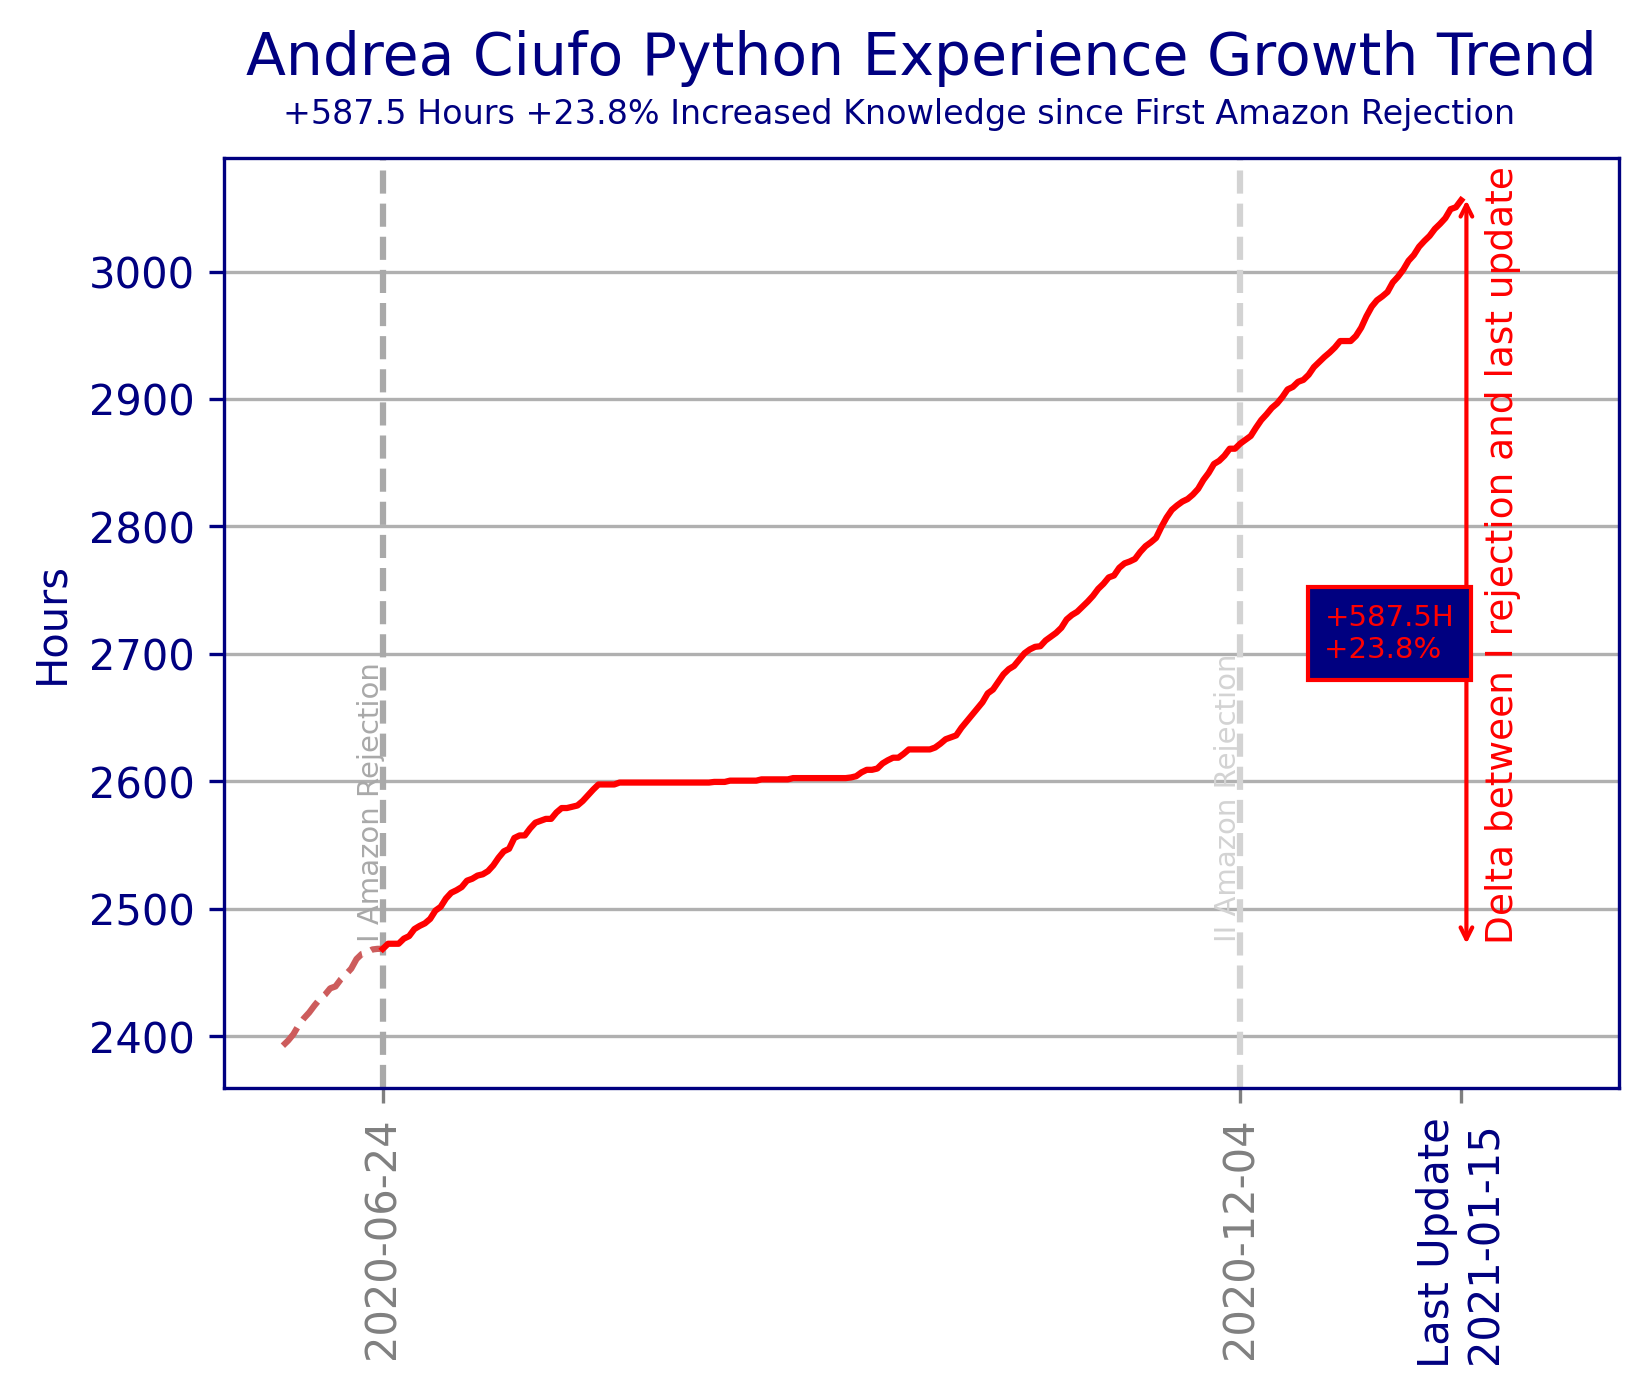 Andrea Ciufo Python Experience Growth Trend
+587.5 Hours +23.8% Increased Knowledge since First Amazon Rejection
Hours
3000
2900
2800
2700
2600
2500
2400
I Amazon Rejection
II Amazon Rejection
+587.5H
+23.8%
Delta between I rejection and last update
2020-06-24
2020-12-04
Last Update
2021-01-15